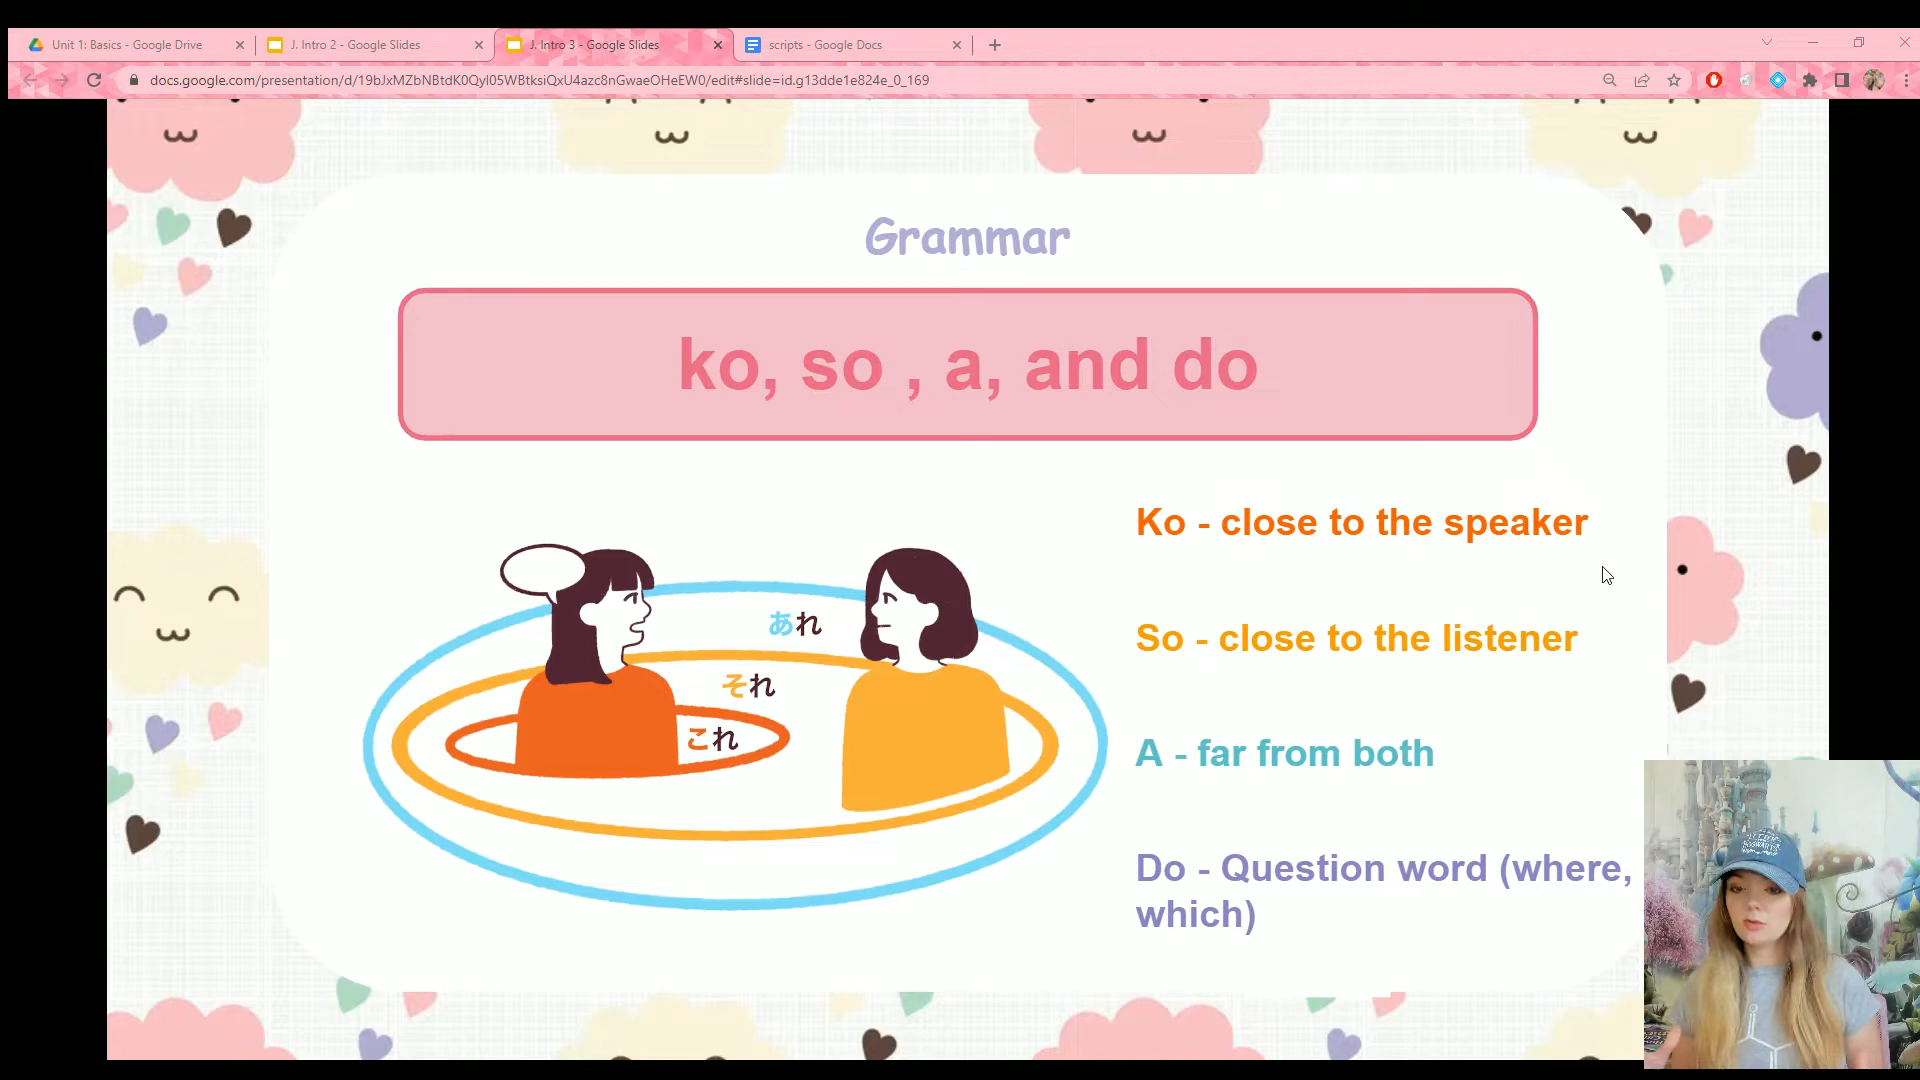 Unit 1: Basics - Google Drive
J. Intro 2 - Google Slides
J. Intro 3 - Google Slides
scripts - Google Docs
docs.google.com/presentation/d/19bJxMZbNBtdK0Qyl05WBtksiQxU4azc8nGwaeOHeEW0/edit#slide=id.g13dde1e824e_0_169
Grammar
ko, so , a, and do
あれ
それ
これ
Ko - close to the speaker
So - close to the listener
A - far from both
Do - Question word (where,
which)